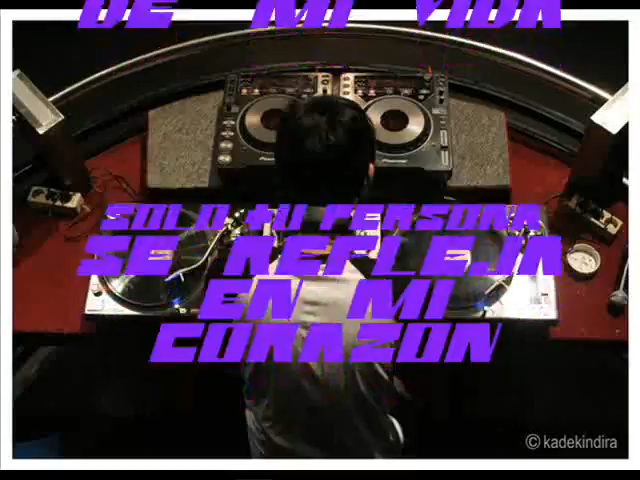 DE MI VIDA
SOLO tU PERSONA
SE REFLEJA
EN MI
CORAZON
© kadekindira